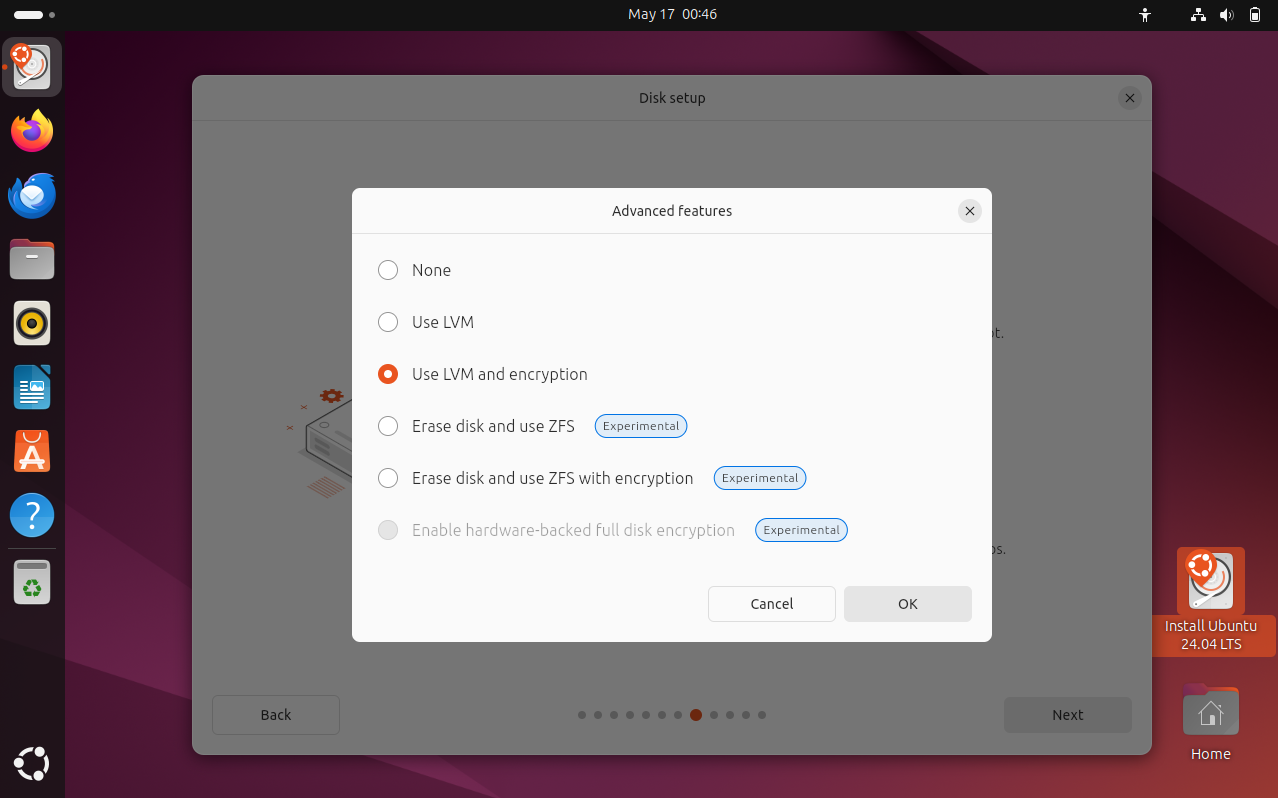 May 17 00:46
Disk setup
Advanced features
None
Use LVM
Use LVM and encryption
Erase disk and use ZFS Experimental
Erase disk and use ZFS with encryption Experimental
Enable hardware-backed full disk encryption Experimental
Cancel OK
Back Next
Install Ubuntu
24.04 LTS
Home